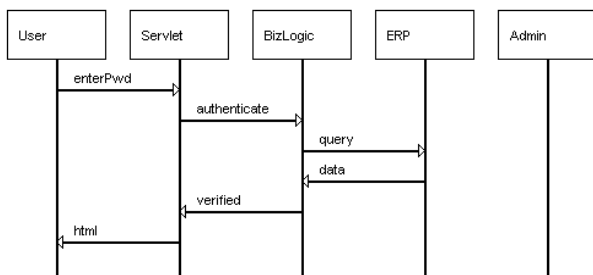 User
Servlet
BizLogic
ERP
Admin
enterPwd
authenticate
query
data
verified
html